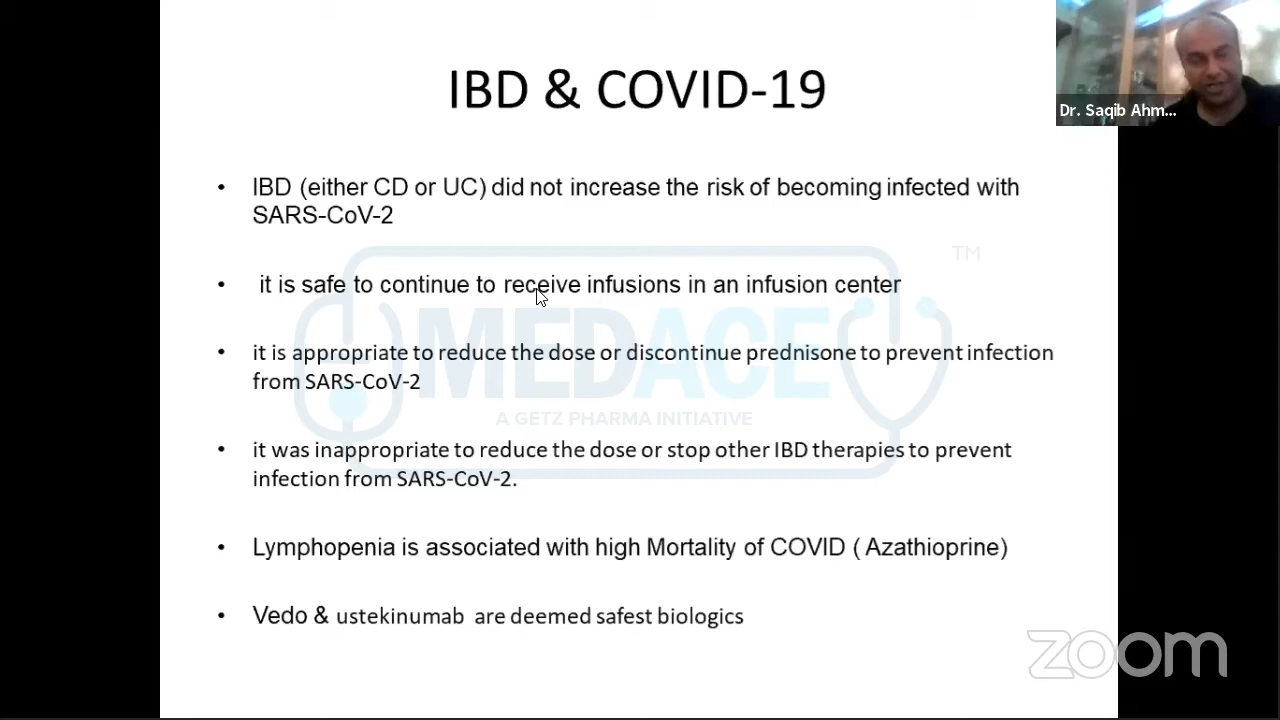 IBD & COVID-19
Dr. Saqib Ahm...
• IBD (either CD or UC) did not increase the risk of becoming infected with
SARS-CoV-2
TM
• it is safe to continue to receive infusions in an infusion center
MEDACE
• it is appropriate to reduce the dose or discontinue prednisone to prevent infection
from SARS-CoV-2
A GETZ PHARMA INITIATIVE
• it was inappropriate to reduce the dose or stop other IBD therapies to prevent
infection from SARS-CoV-2.
• Lymphopenia is associated with high Mortality of COVID ( Azathioprine)
• Vedo & ustekinumab are deemed safest biologics
zoom